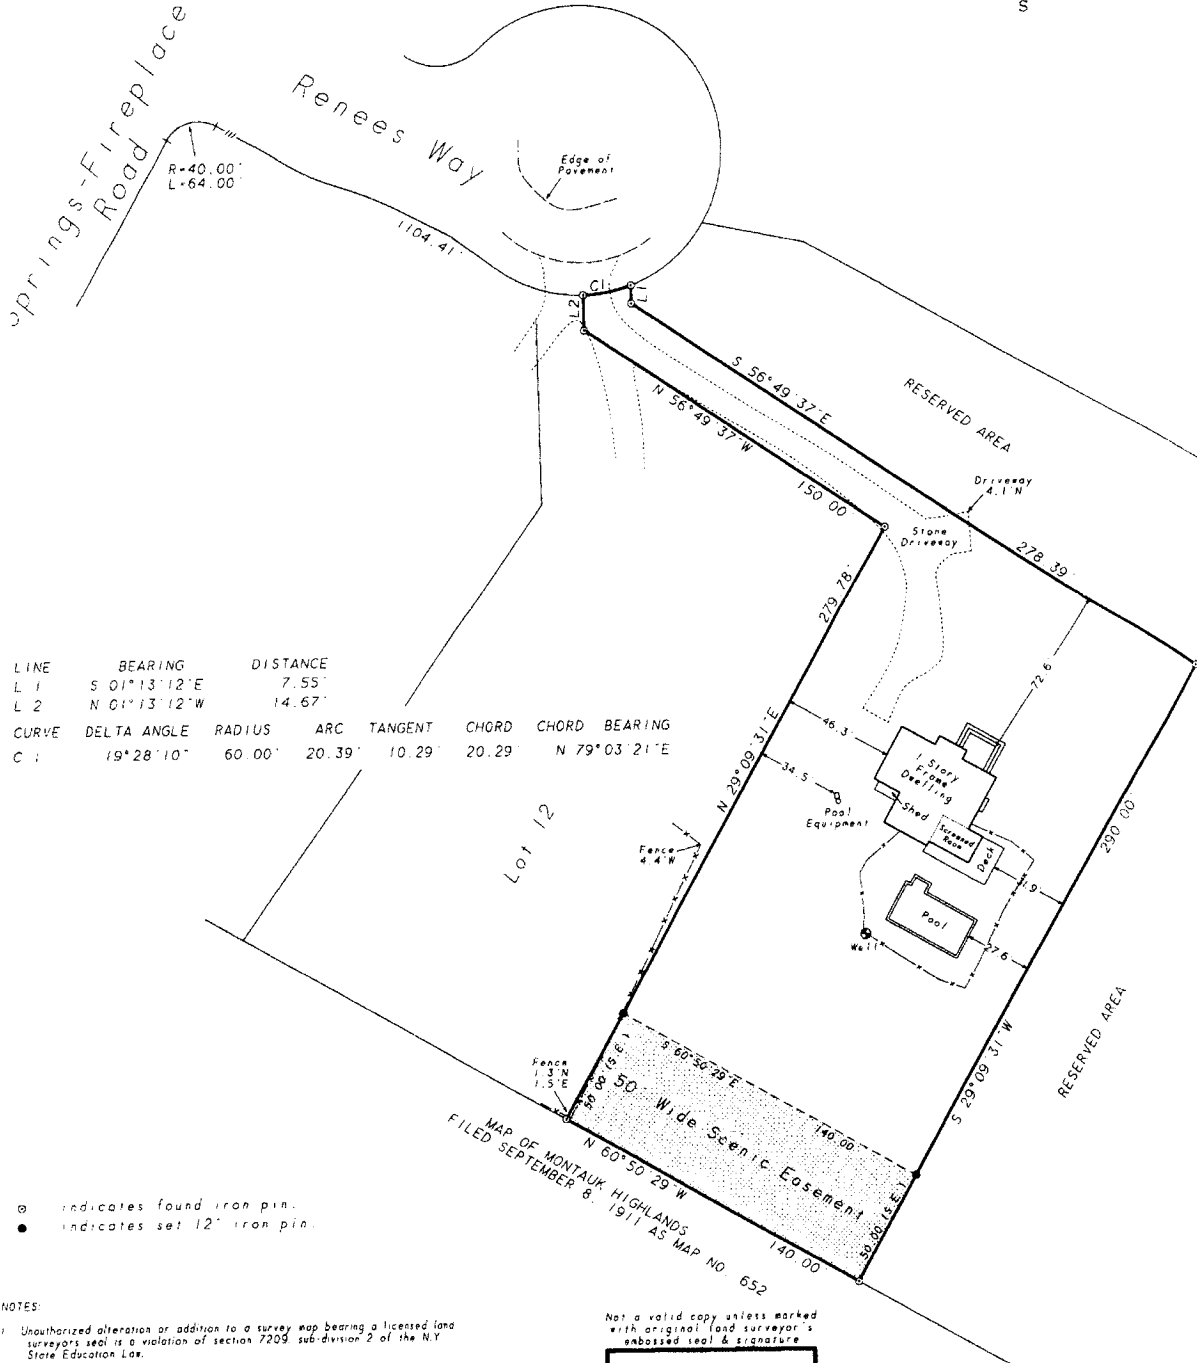 S
Springs-Fireplace
Road
Renees Way
R=40.00'
L=64.00'
Edge of
Pavement
1104.41'
C1
L1
L2
S 56°49'37"E
N 56°49'37"W
150.00'
RESERVED AREA
Driveway
4.1'N
Stone
Driveway
278.39'
279.78'
LINE BEARING DISTANCE
L 1 S 01°13'12"E 7.55'
L 2 N 01°13'12"W 14.67'
CURVE DELTA ANGLE RADIUS ARC TANGENT CHORD CHORD BEARING
C 1 19°28'10" 60.00' 20.39' 10.29' 20.29' N 79°03'21"E
72.6'
46.3'
34.5'
N 29°09'31"E
1 Story
Frame
Dwelling
Shed
Screened
Room
Deck
Pool
Equipment
290.00'
Lot 12
Fence
4.4'W
31.9'
Pool
Well
27.6'
S 29°09'31"W
RESERVED AREA
Fence
1.3'N
1.5'E
50.00'(S.E.)
S 60°50'29"E
140.00'
50' Wide Scenic Easement
50.00'(S.E.)
N 60°50'29"W
140.00'
MAP OF MONTAUK HIGHLANDS
FILED SEPTEMBER 8, 1911 AS MAP NO. 652
indicates found iron pin.
indicates set 12" iron pin.
NOTES:
1 Unauthorized alteration or addition to a survey map bearing a licensed land
surveyors seal is a violation of section 7209, sub-division 2 of the N.Y.
State Education Law.
Not a valid copy unless marked
with original land surveyor's
embossed seal & signature